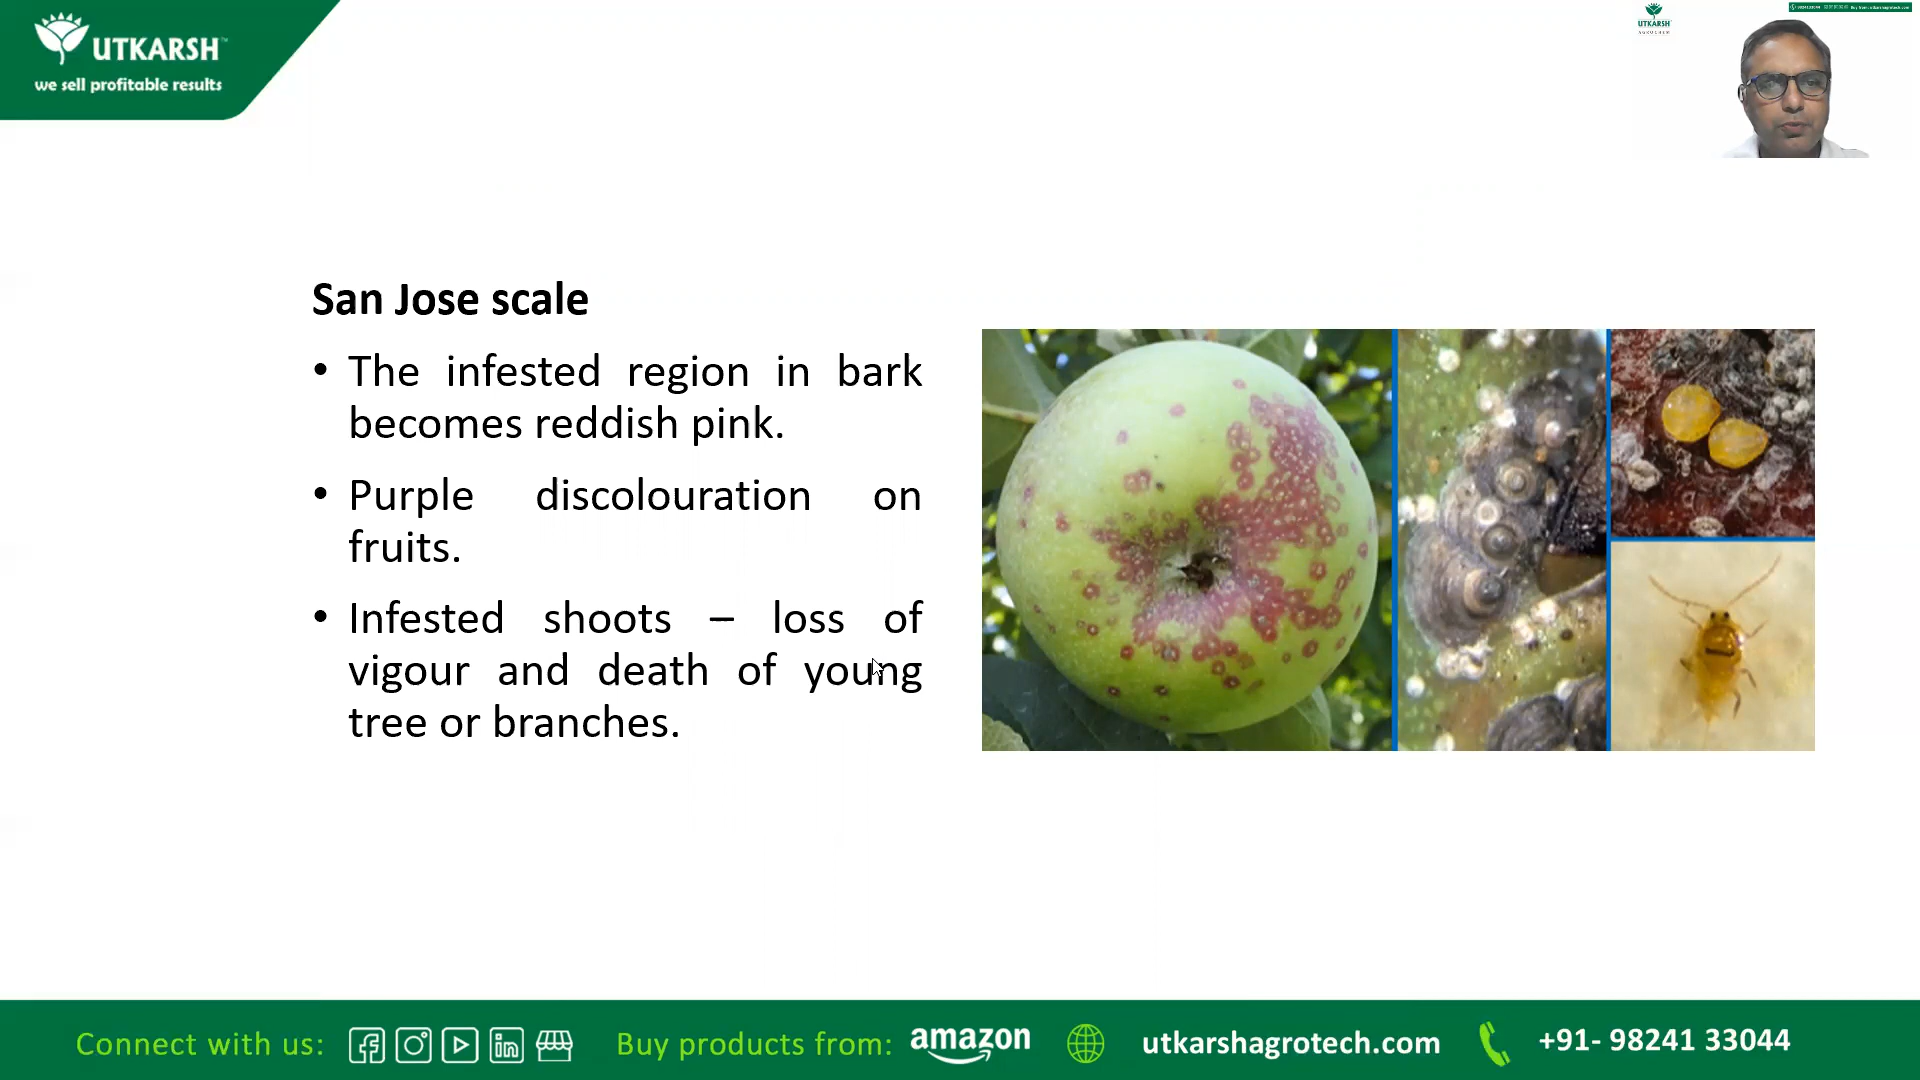 UTKARSH™
we sell profitable results
UTKARSH
AGROCHEM
San Jose scale
• The infested region in bark
becomes reddish pink.
• Purple discolouration on
fruits.
• Infested shoots – loss of
vigour and death of young
tree or branches.
Connect with us:
Buy products from: amazon
utkarshagrotech.com
+91- 98241 33044